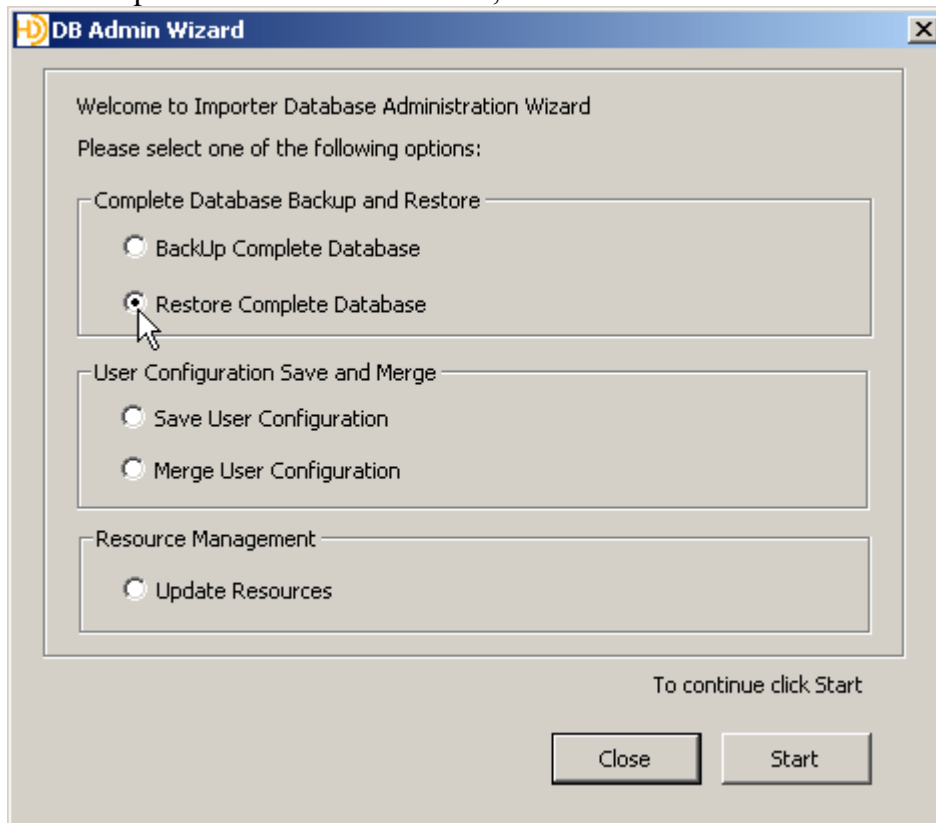 DB Admin Wizard
Welcome to Importer Database Administration Wizard
Please select one of the following options:
Complete Database Backup and Restore
BackUp Complete Database
Restore Complete Database
User Configuration Save and Merge
Save User Configuration
Merge User Configuration
Resource Management
Update Resources
To continue click Start
Close Start